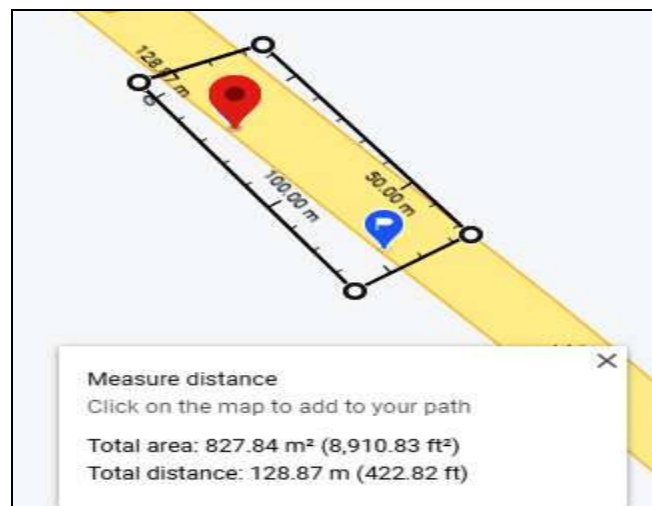 128.87 m
50.00 m
100.00 m
Measure distance
Click on the map to add to your path
Total area: 827.84 m² (8,910.83 ft²)
Total distance: 128.87 m (422.82 ft)